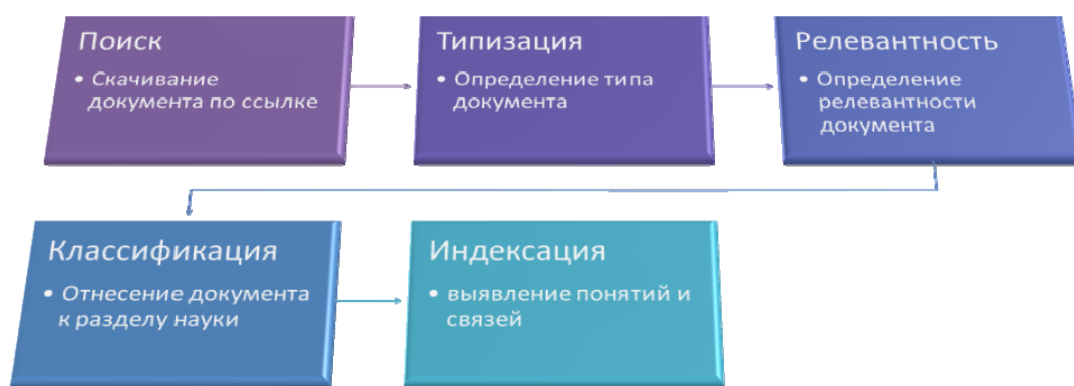 Поиск
• Скачивание
документа по ссылке
Типизация
• Определение типа
документа
Релевантность
• Определение
релевантности
документа
Классификация
• Отнесение документа
к разделу науки
Индексация
• выявление понятий и
связей